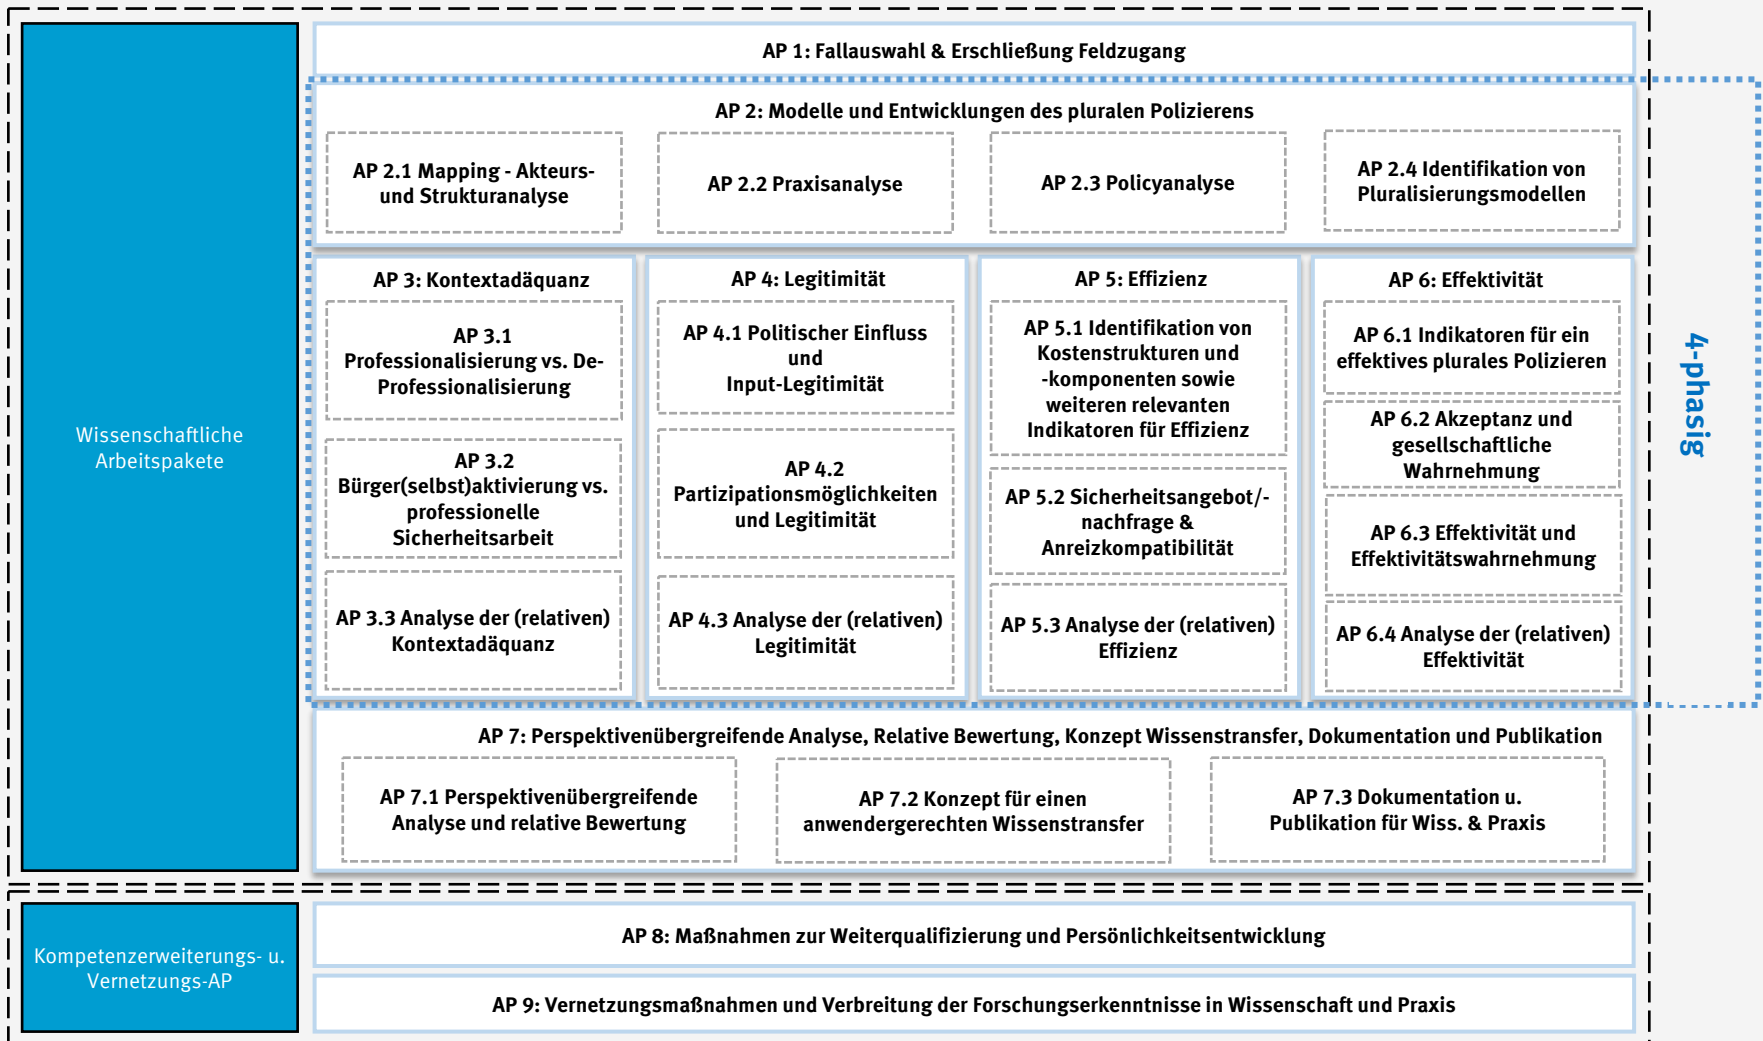 Wissenschaftliche
Arbeitspakete
AP 1: Fallauswahl & Erschließung Feldzugang
AP 2: Modelle und Entwicklungen des pluralen Polizierens
AP 2.1 Mapping - Akteurs-
und Strukturanalyse
AP 2.2 Praxisanalyse
AP 2.3 Policyanalyse
AP 2.4 Identifikation von
Pluralisierungsmodellen
AP 3: Kontextadäquanz
AP 3.1
Professionalisierung vs. De-
Professionalisierung
AP 3.2
Bürger(selbst)aktivierung vs.
professionelle
Sicherheitsarbeit
AP 3.3 Analyse der (relativen)
Kontextadäquanz
AP 4: Legitimität
AP 4.1 Politischer Einfluss
und
Input-Legitimität
AP 4.2
Partizipationsmöglichkeiten
und Legitimität
AP 4.3 Analyse der (relativen)
Legitimität
AP 5: Effizienz
AP 5.1 Identifikation von
Kostenstrukturen und
-komponenten sowie
weiteren relevanten
Indikatoren für Effizienz
AP 5.2 Sicherheitsangebot/-
nachfrage &
Anreizkompatibilität
AP 5.3 Analyse der (relativen)
Effizienz
AP 6: Effektivität
AP 6.1 Indikatoren für ein
effektives plurales Polizieren
AP 6.2 Akzeptanz und
gesellschaftliche
Wahrnehmung
AP 6.3 Effektivität und
Effektivitätswahrnehmung
AP 6.4 Analyse der (relativen)
Effektivität
4-phasig
AP 7: Perspektivenübergreifende Analyse, Relative Bewertung, Konzept Wissenstransfer, Dokumentation und Publikation
AP 7.1 Perspektivenübergreifende
Analyse und relative Bewertung
AP 7.2 Konzept für einen
anwendergerechten Wissenstransfer
AP 7.3 Dokumentation u.
Publikation für Wiss. & Praxis
Kompetenzerweiterungs- u.
Vernetzungs-AP
AP 8: Maßnahmen zur Weiterqualifizierung und Persönlichkeitsentwicklung
AP 9: Vernetzungsmaßnahmen und Verbreitung der Forschungserkenntnisse in Wissenschaft und Praxis